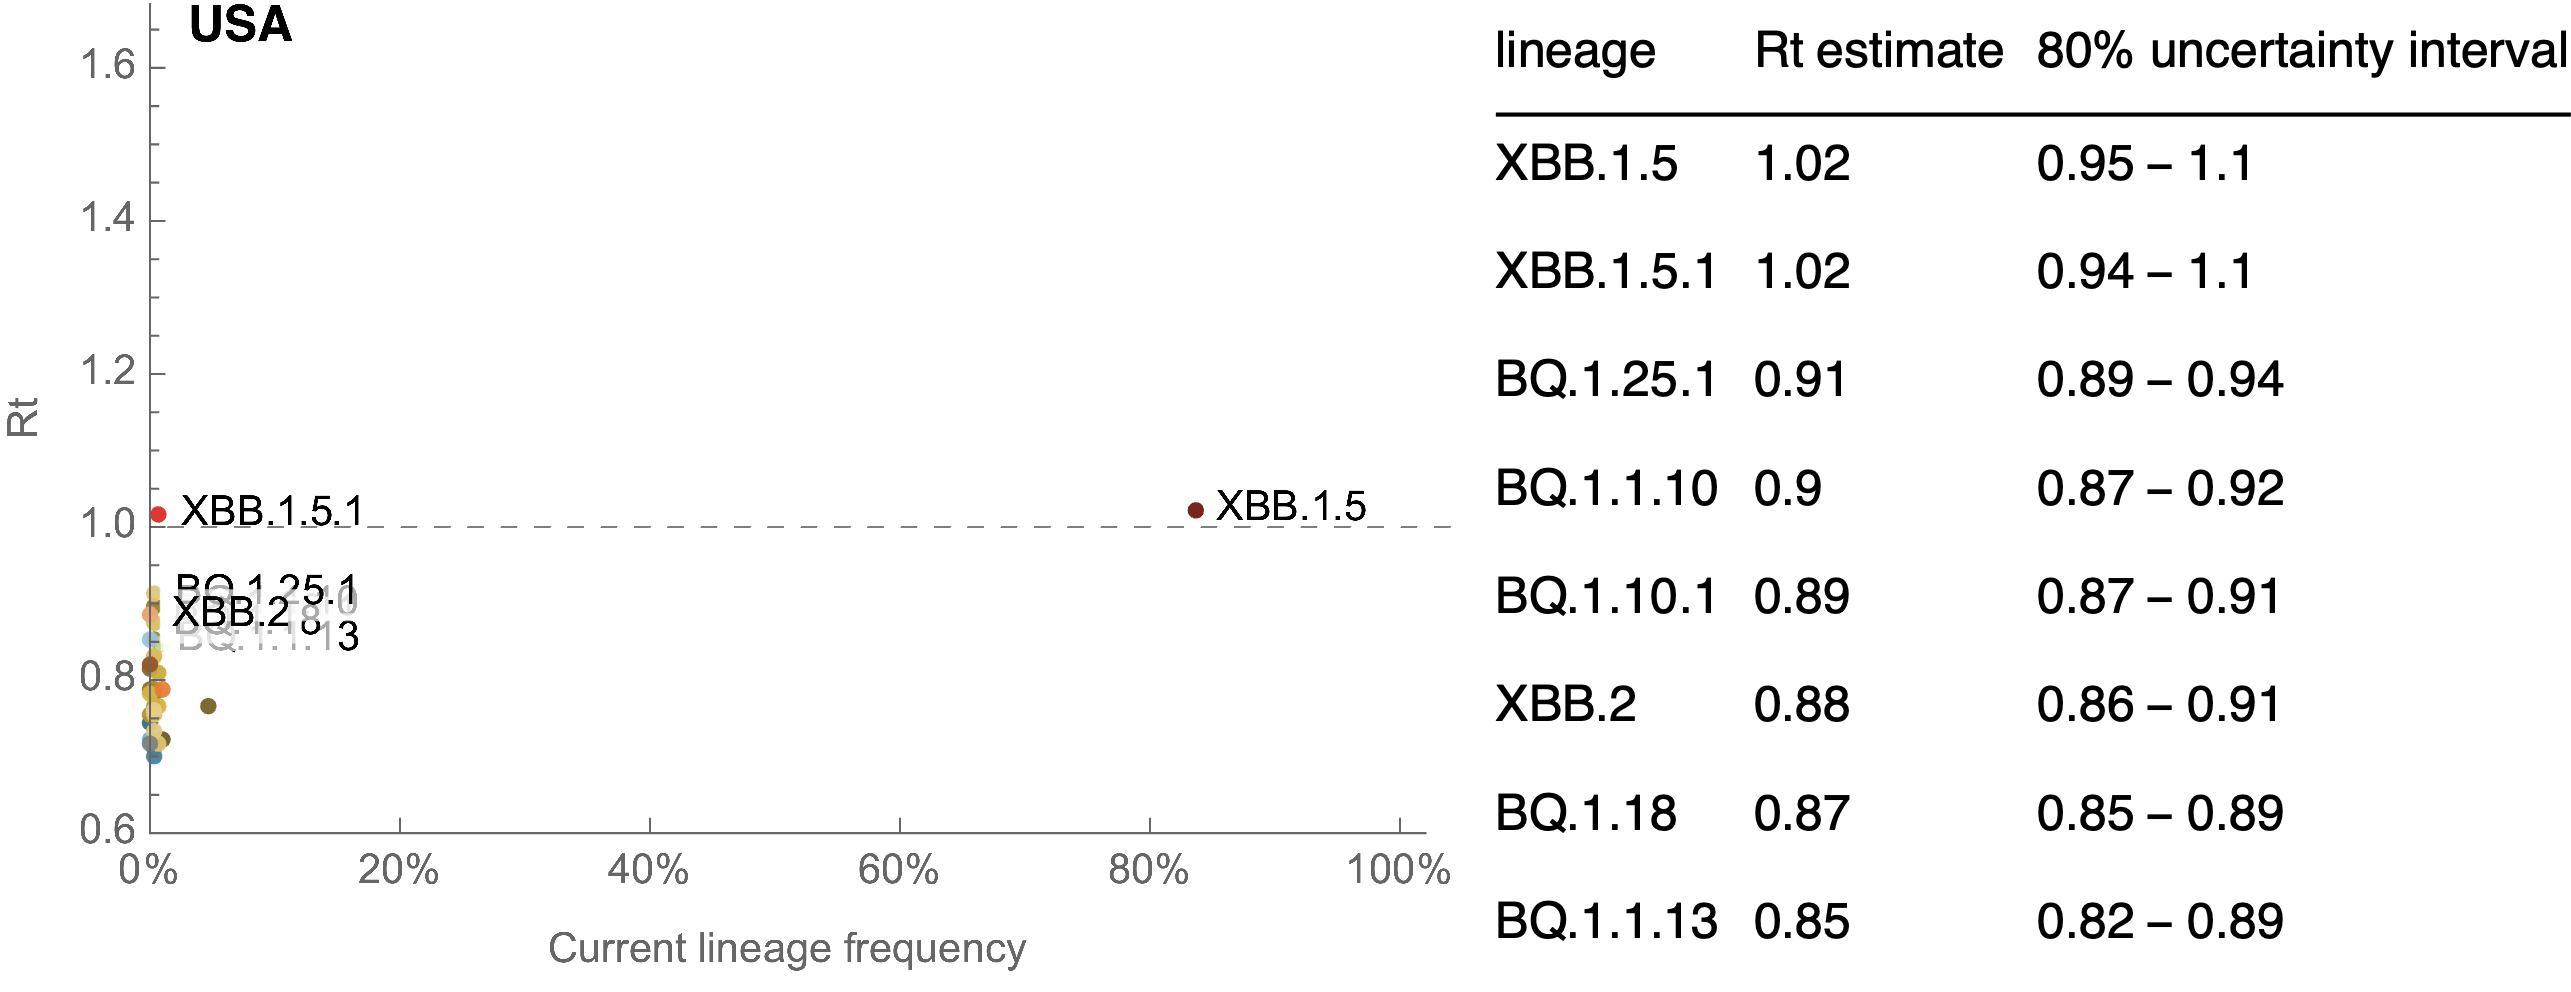 USA
1.6
1.4
1.2
1.0
0.8
0.6
Rt
XBB.1.5.1
XBB.1.5
BQ.1.25.1
XBB.2
BQ.1.1.13
0% 20% 40% 60% 80% 100%
Current lineage frequency
lineage Rt estimate 80% uncertainty interval
XBB.1.5 1.02 0.95 – 1.1
XBB.1.5.1 1.02 0.94 – 1.1
BQ.1.25.1 0.91 0.89 – 0.94
BQ.1.1.10 0.9 0.87 – 0.92
BQ.1.10.1 0.89 0.87 – 0.91
XBB.2 0.88 0.86 – 0.91
BQ.1.18 0.87 0.85 – 0.89
BQ.1.1.13 0.85 0.82 – 0.89